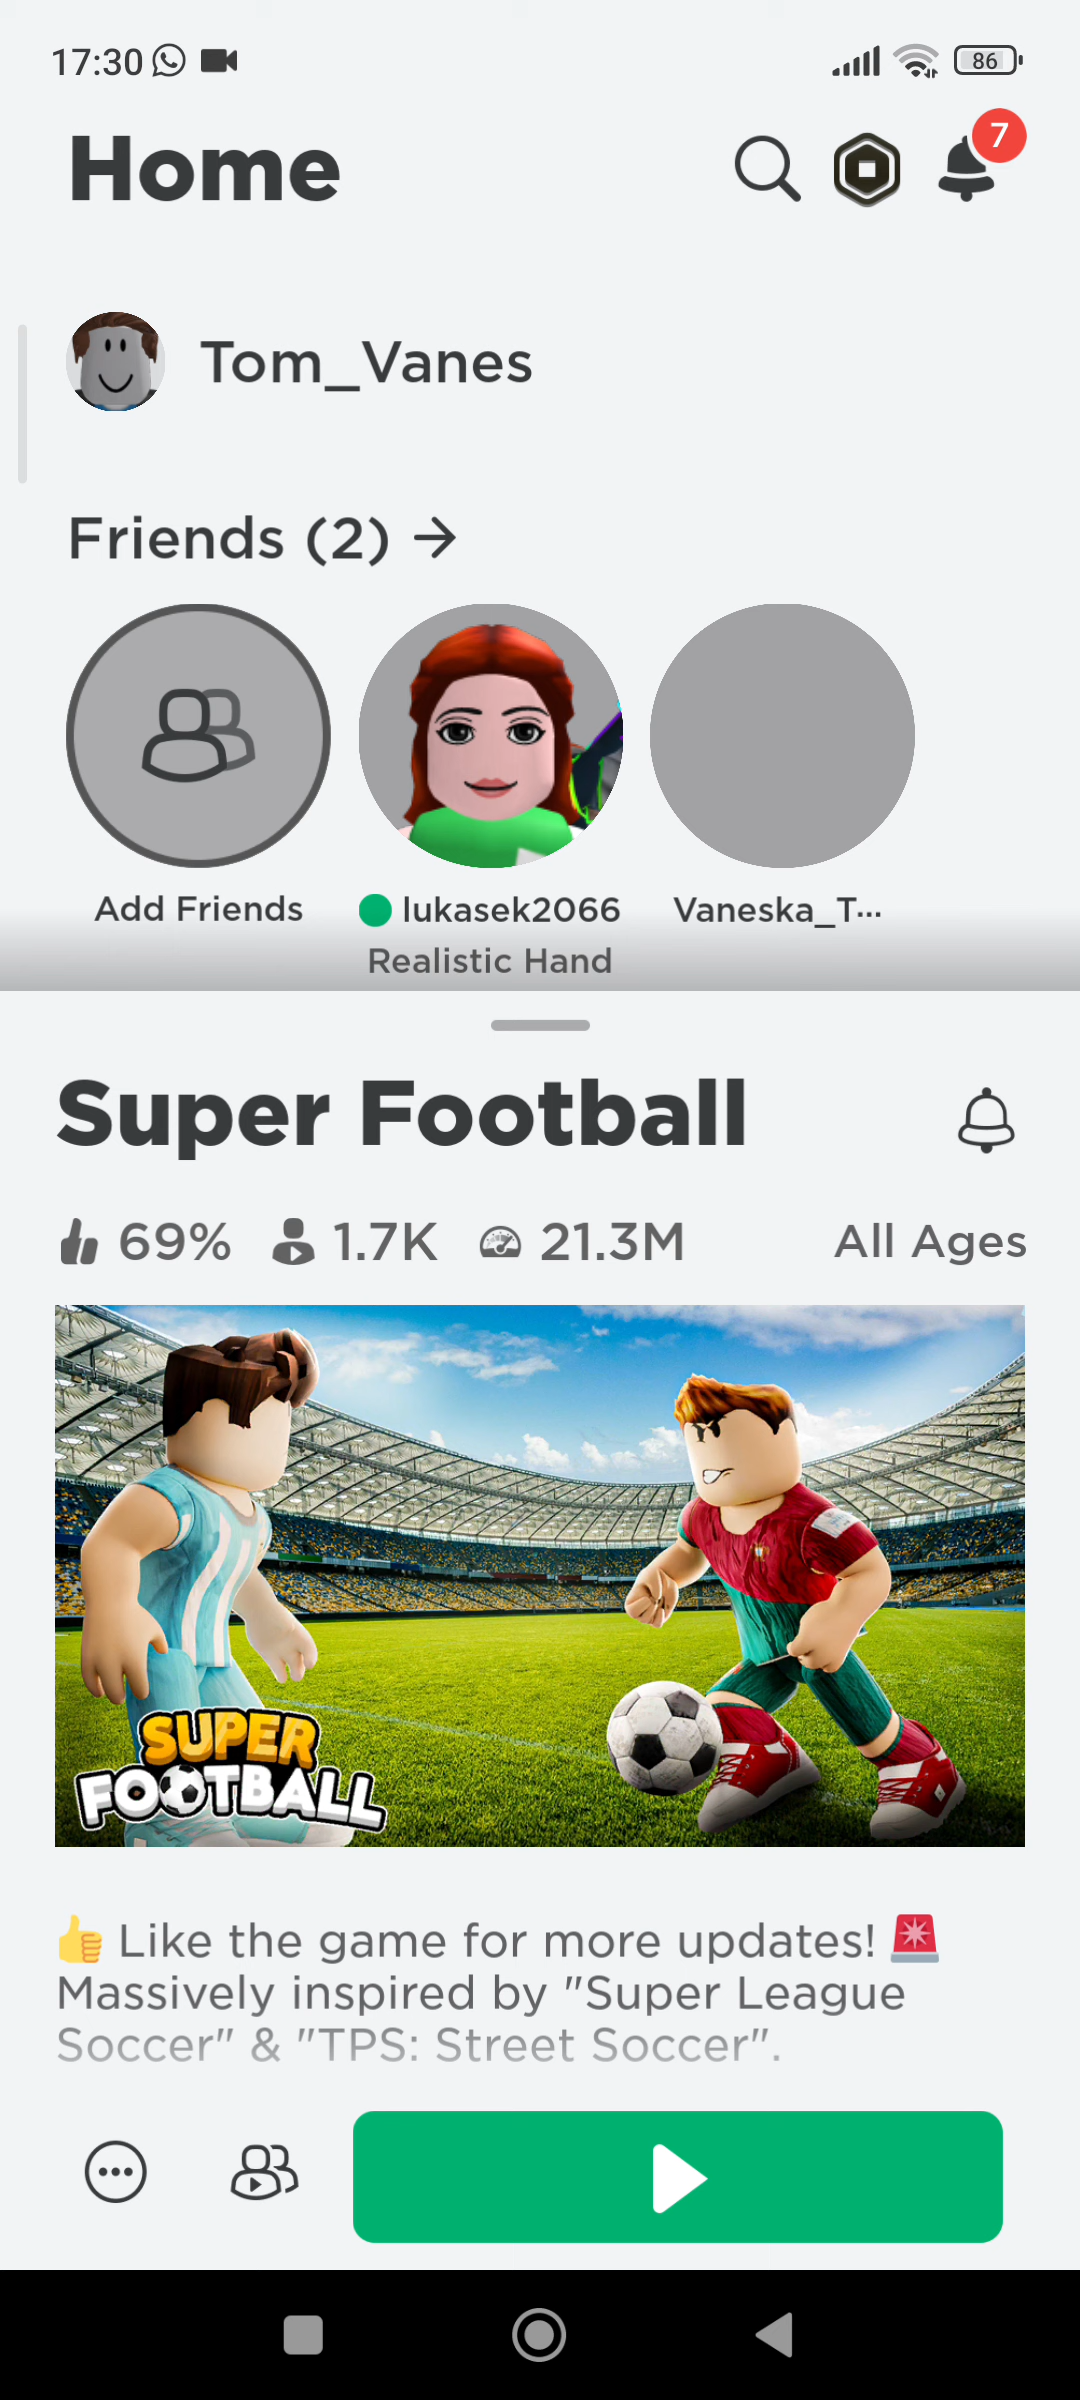 17:30
86
Home
7
Tom_Vanes
Friends (2)
Add Friends
lukasek2066
Vaneska_T...
Realistic Hand
Super Football
69%
1.7K
21.3M
All Ages
SUPER
FOOTBALL
👍 Like the game for more updates! 🚨
Massively inspired by "Super League
Soccer" & "TPS: Street Soccer".